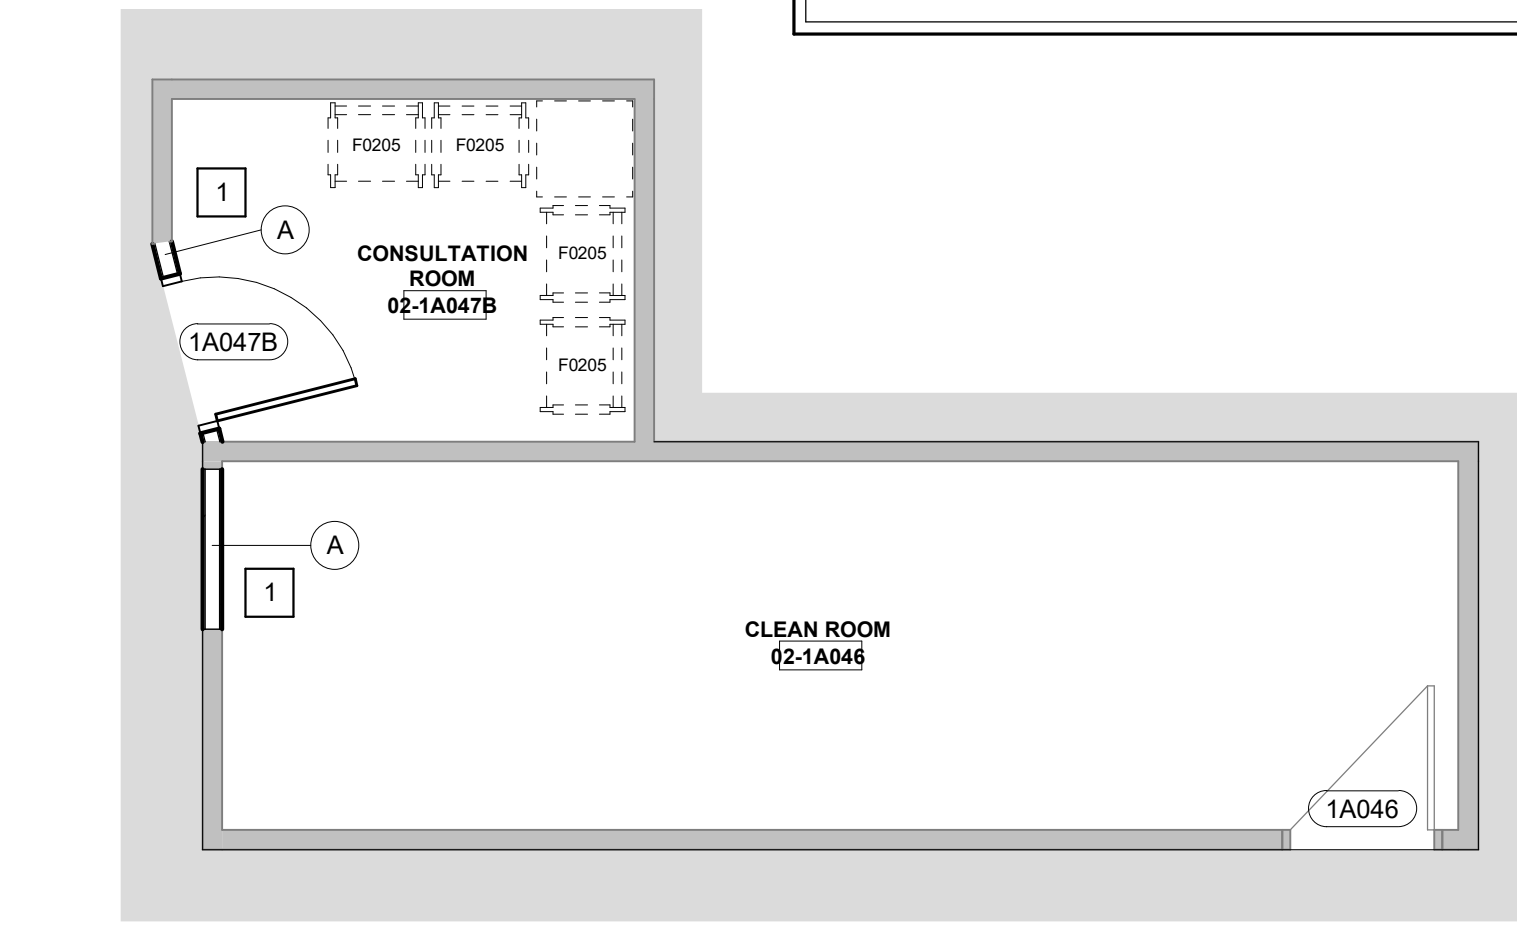 F0205 F0205
1
A
CONSULTATION
ROOM
02-1A047B
F0205
1A047B
F0205
A
1
CLEAN ROOM
02-1A046
1A046